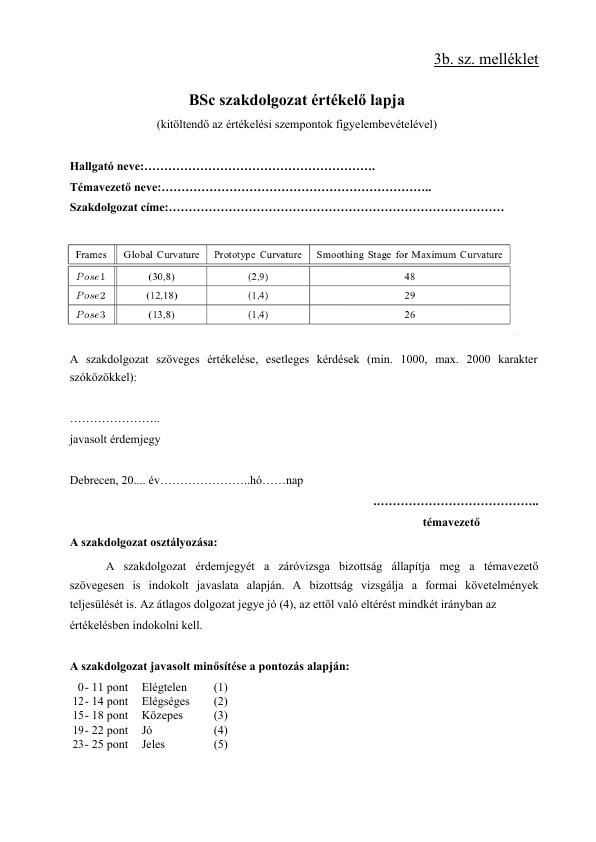 3b. sz. melléklet
BSc szakdolgozat értékelő lapja
(kitöltendő az értékelési szempontok figyelembevételével)
Hallgató neve:………………………………………………….
Témavezető neve:…………………………………………………………..
Szakdolgozat címe:…………………………………………………………………………
Frames Global Curvature Prototype Curvature Smoothing Stage for Maximum Curvature
Pose1 (30,8) (2,9) 48
Pose2 (12,18) (1,4) 29
Pose3 (13,8) (1,4) 26
A szakdolgozat szöveges értékelése, esetleges kérdések (min. 1000, max. 2000 karakter
szóközökkel):
…………………..
javasolt érdemjegy
Debrecen, 20.... év…………………..hó……nap
.…………………………………..
témavezető
A szakdolgozat osztályozása:
A szakdolgozat érdemjegyét a záróvizsga bizottság állapítja meg a témavezető
szövegesen is indokolt javaslata alapján. A bizottság vizsgálja a formai követelmények
teljesülését is. Az átlagos dolgozat jegye jó (4), az ettől való eltérést mindkét irányban az
értékelésben indokolni kell.
A szakdolgozat javasolt minősítése a pontozás alapján:
0- 11 pont Elégtelen (1)
12- 14 pont Elégséges (2)
15- 18 pont Közepes (3)
19- 22 pont Jó (4)
23- 25 pont Jeles (5)